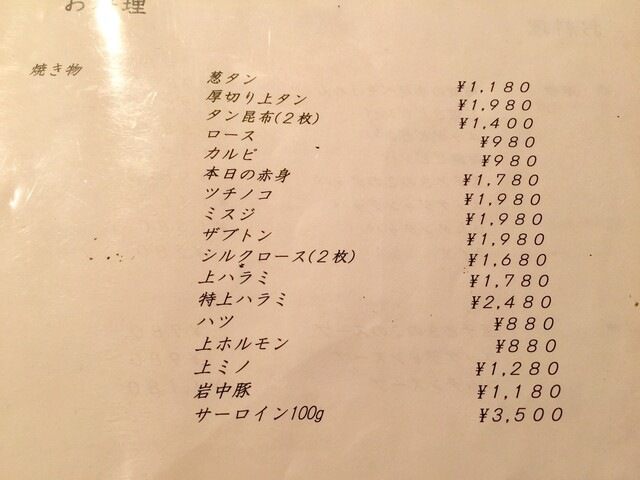 お料理
焼き物
葱タン ¥1,180
厚切り上タン ¥1,980
タン昆布(2枚) ¥1,400
ロース ¥980
カルビ ¥980
本日の赤身 ¥1,780
ツチノコ ¥1,980
ミスジ ¥1,980
ザブトン ¥1,980
シルクロース(2枚) ¥1,680
上ハラミ ¥1,780
特上ハラミ ¥2,480
ハツ ¥880
上ホルモン ¥880
上ミノ ¥1,280
岩中豚 ¥1,180
サーロイン100g ¥3,500